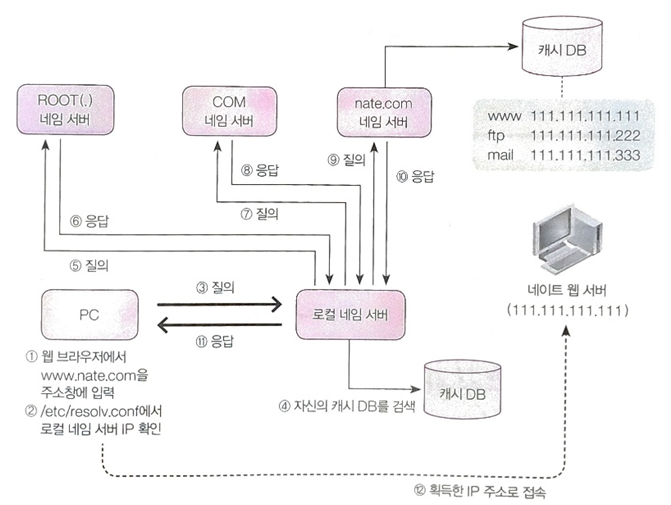 캐시 DB
ROOT(.)
네임 서버
COM
네임 서버
nate.com
네임 서버
www 111.111.111.111
ftp 111.111.111.222
mail 111.111.111.333
⑧ 응답
⑨ 질의
⑩ 응답
⑦ 질의
⑥ 응답
⑤ 질의
네이트 웹 서버
(111.111.111.111)
PC
③ 질의
⑪ 응답
로컬 네임 서버
① 웹 브라우저에서
www.nate.com을
주소창에 입력
② /etc/resolv.conf에서
로컬 네임 서버 IP 확인
④ 자신의 캐시 DB를 검색
캐시 DB
⑫ 획득한 IP 주소로 접속